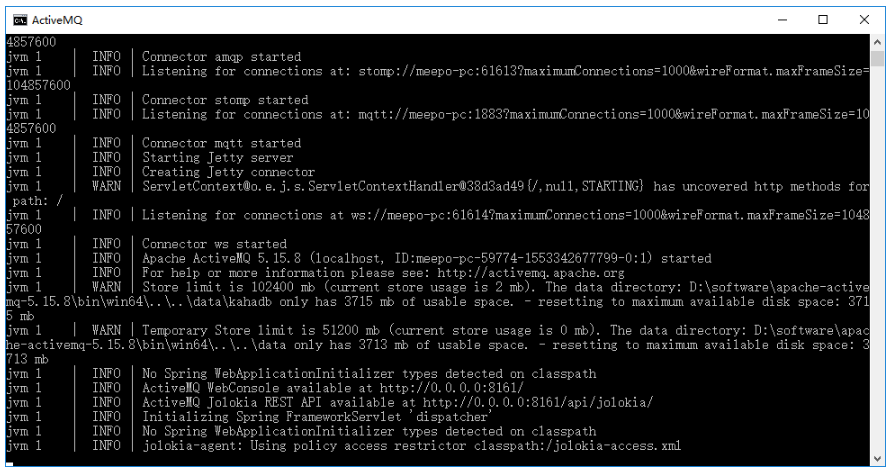 ActiveMQ
4857600
jvm 1    | INFO | Connector amqp started
jvm 1    | INFO | Listening for connections at: stomp://meepo-pc:61613?maximumConnections=1000&wireFormat.maxFrameSize=
104857600
jvm 1    | INFO | Connector stomp started
jvm 1    | INFO | Listening for connections at: mqtt://meepo-pc:1883?maximumConnections=1000&wireFormat.maxFrameSize=10
4857600
jvm 1    | INFO | Connector mqtt started
jvm 1    | INFO | Starting Jetty server
jvm 1    | INFO | Creating Jetty connector
jvm 1    | WARN | ServletContext@o.e.j.s.ServletContextHandler@38d3ad49{/,null,STARTING} has uncovered http methods for
 path: /
jvm 1    | INFO | Listening for connections at ws://meepo-pc:61614?maximumConnections=1000&wireFormat.maxFrameSize=1048
57600
jvm 1    | INFO | Connector ws started
jvm 1    | INFO | Apache ActiveMQ 5.15.8 (localhost, ID:meepo-pc-59774-1553342677799-0:1) started
jvm 1    | INFO | For help or more information please see: http://activemq.apache.org
jvm 1    | WARN | Store limit is 102400 mb (current store usage is 2 mb). The data directory: D:\software\apache-active
mq-5.15.8\bin\win64\..\..\data\kahadb only has 3715 mb of usable space. - resetting to maximum available disk space: 371
5 mb
jvm 1    | WARN | Temporary Store limit is 51200 mb (current store usage is 0 mb). The data directory: D:\software\apac
he-activemq-5.15.8\bin\win64\..\..\data only has 3713 mb of usable space. - resetting to maximum available disk space: 3
713 mb
jvm 1    | INFO | No Spring WebApplicationInitializer types detected on classpath
jvm 1    | INFO | ActiveMQ WebConsole available at http://0.0.0.0:8161/
jvm 1    | INFO | ActiveMQ Jolokia REST API available at http://0.0.0.0:8161/api/jolokia/
jvm 1    | INFO | Initializing Spring FrameworkServlet 'dispatcher'
jvm 1    | INFO | No Spring WebApplicationInitializer types detected on classpath
jvm 1    | INFO | jolokia-agent: Using policy access restrictor classpath:/jolokia-access.xml